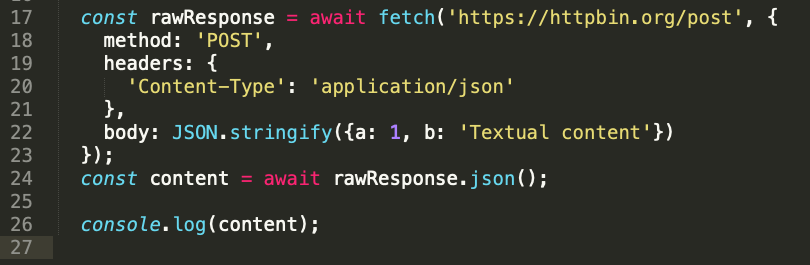 17 const rawResponse = await fetch('https://httpbin.org/post', {
18 method: 'POST',
19 headers: {
20 'Content-Type': 'application/json'
21 },
22 body: JSON.stringify({a: 1, b: 'Textual content'})
23 });
24 const content = await rawResponse.json();
25
26 console.log(content);
27